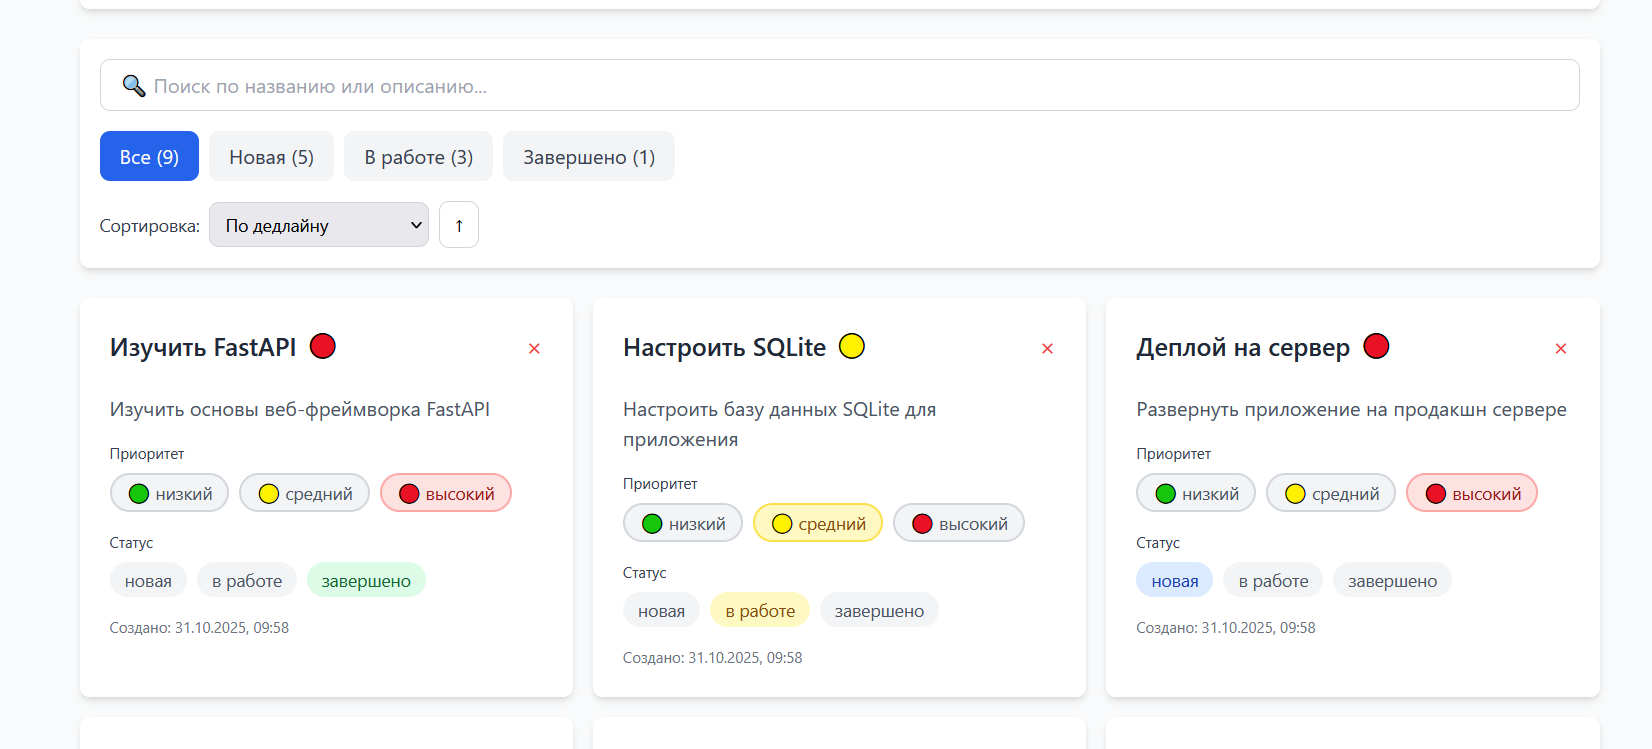 Поиск по названию или описанию...
Все (9) Новая (5) В работе (3) Завершено (1)
Сортировка: По дедлайну ↑
Изучить FastAPI ×
Изучить основы веб-фреймворка FastAPI
Приоритет
низкий средний высокий
Статус
новая в работе завершено
Создано: 31.10.2025, 09:58
Настроить SQLite ×
Настроить базу данных SQLite для
приложения
Приоритет
низкий средний высокий
Статус
новая в работе завершено
Создано: 31.10.2025, 09:58
Деплой на сервер ×
Развернуть приложение на продакшн сервере
Приоритет
низкий средний высокий
Статус
новая в работе завершено
Создано: 31.10.2025, 09:58